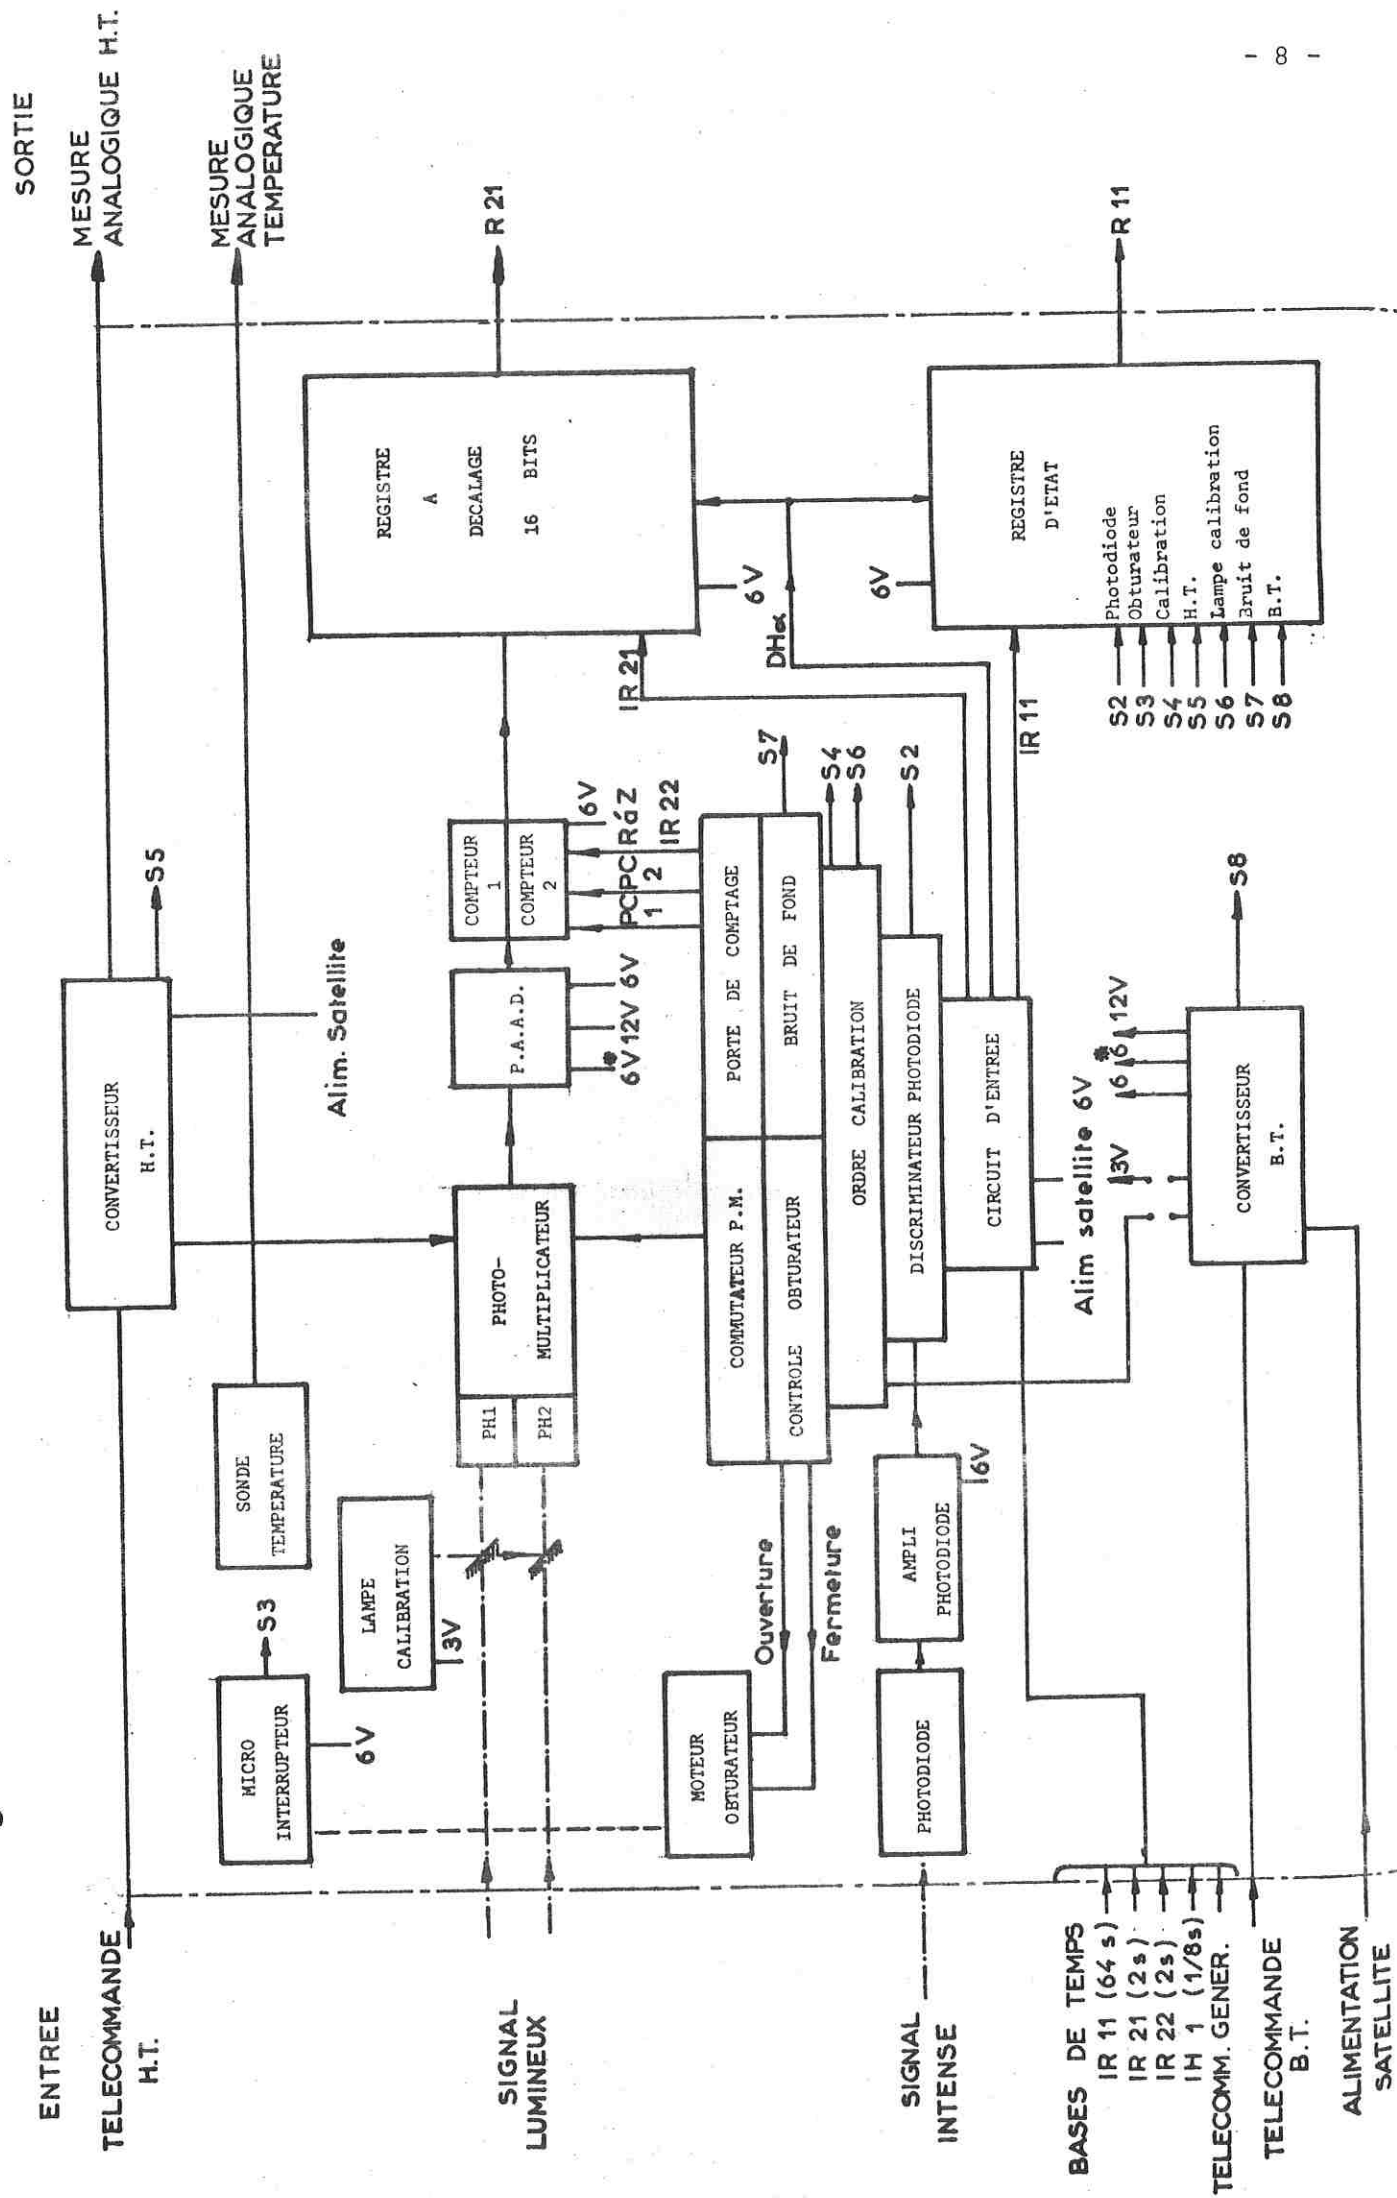 - 8 -
ENTREE
SORTIE
TELECOMMANDE
H.T.
CONVERTISSEUR
H.T.
S5
Alim. Satellite
MESURE
ANALOGIQUE H.T.
MICRO
INTERRUPTEUR
S3
6V
SONDE
TEMPERATURE
MESURE
ANALOGIQUE
TEMPERATURE
LAMPE
CALIBRATION
3V
SIGNAL
LUMINEUX
PH1
PH2
PHOTO-
MULTIPLICATEUR
P.A.A.D.
6V* 12V 6V
COMPTEUR
1
COMPTEUR
2
6V
PC 1
PC 2
RáZ
IR 22
REGISTRE
A
DECALAGE
16 BITS
R 21
IR 21
6V
DHα
MOTEUR
OBTURATEUR
Ouverture
Fermeture
COMMUTATEUR P.M.
PORTE DE COMPTAGE
CONTROLE OBTURATEUR
BRUIT DE FOND
S7
ORDRE CALIBRATION
S4
S6
DISCRIMINATEUR PHOTODIODE
S2
CIRCUIT D'ENTREE
Alim satellite 6V
IR 11
SIGNAL
INTENSE
PHOTODIODE
AMPLI
PHOTODIODE
6V
6V
REGISTRE
D'ETAT
S2 Photodiode
S3 Obturateur
S4 Calibration
S5 H.T.
S6 Lampe calibration
S7 Bruit de fond
S8 B.T.
R 11
BASES DE TEMPS
IR 11 (64 s)
IR 21 (2s)
IR 22 (2s)
IH 1 (1/8s)
TELECOMM. GENER.
TELECOMMANDE
B.T.
3V 6 6* 12V
CONVERTISSEUR
B.T.
S8
ALIMENTATION
SATELLITE